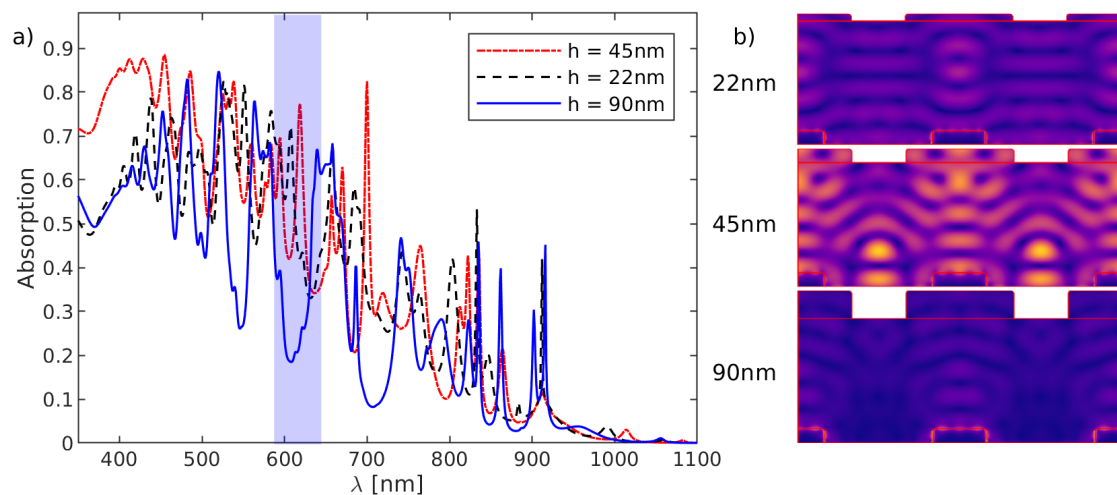 a)
0.9
0.8
0.7
0.6
0.5
0.4
0.3
0.2
0.1
0
Absorption
400 500 600 700 800 900 1000 1100
λ [nm]
h = 45nm
h = 22nm
h = 90nm
b)
22nm
45nm
90nm